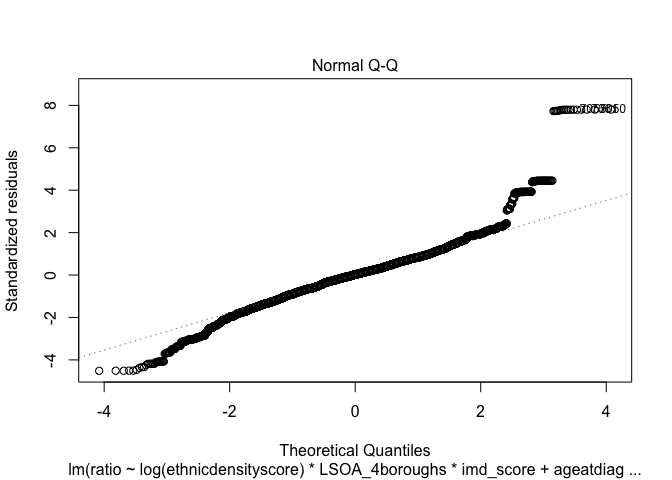 Normal Q-Q
Standardized residuals
8
6
4
2
0
-2
-4
-4 -2 0 2 4
Theoretical Quantiles
lm(ratio ~ log(ethnicdensityscore) * LSOA_4boroughs * imd_score + ageatdiag ...